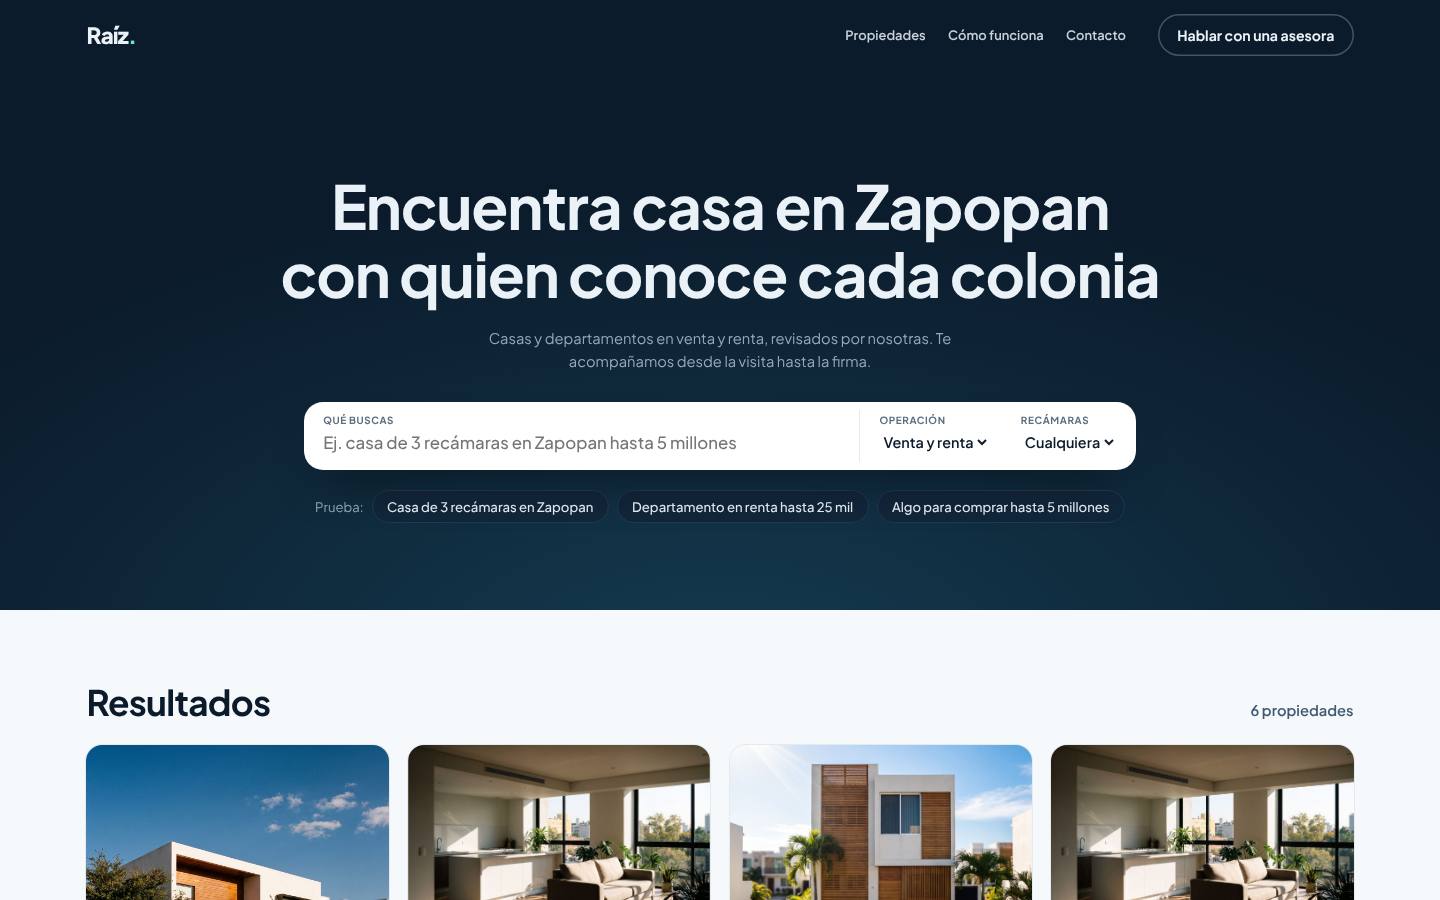 Raíz.
Propiedades
Cómo funciona
Contacto
Hablar con una asesora
Encuentra casa en Zapopan
con quien conoce cada colonia
Casas y departamentos en venta y renta, revisados por nosotras. Te
acompañamos desde la visita hasta la firma.
QUÉ BUSCAS
Ej. casa de 3 recámaras en Zapopan hasta 5 millones
OPERACIÓN
Venta y renta
RECÁMARAS
Cualquiera
Prueba:
Casa de 3 recámaras en Zapopan
Departamento en renta hasta 25 mil
Algo para comprar hasta 5 millones
Resultados
6 propiedades